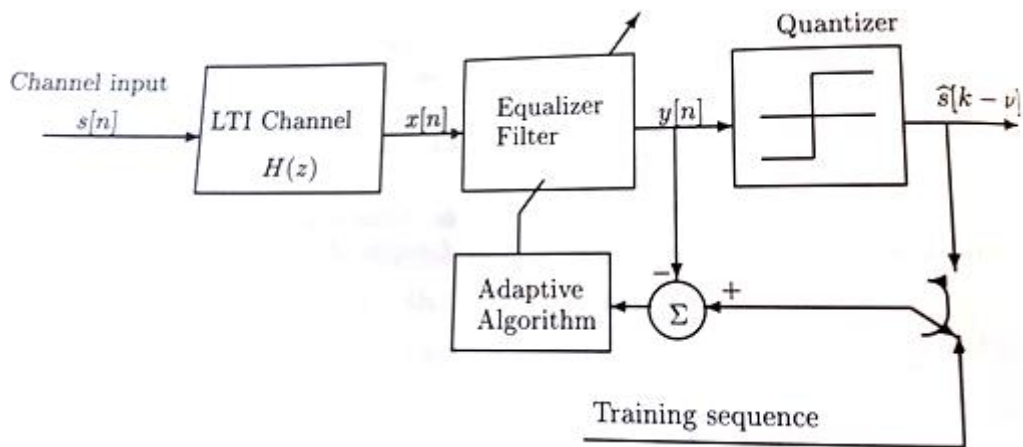 Quantizer
Channel input
s[n]
LTI Channel
H(z)
x[n]
Equalizer
Filter
y[n]
ŝ[k − ν]
Adaptive
Algorithm
−
Σ
+
Training sequence